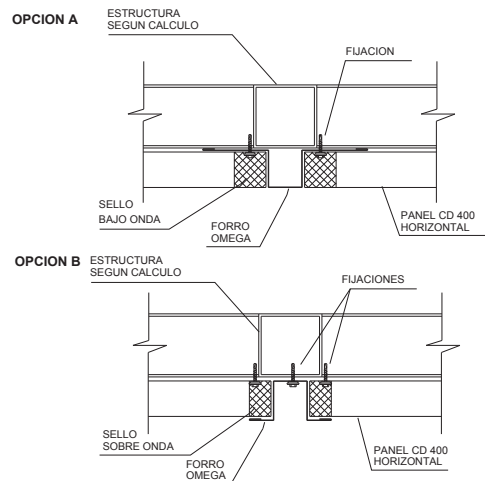 OPCION A
ESTRUCTURA
SEGUN CALCULO
FIJACION
SELLO
BAJO ONDA
FORRO
OMEGA
PANEL CD 400
HORIZONTAL
OPCION B
ESTRUCTURA
SEGUN CALCULO
FIJACIONES
SELLO
SOBRE ONDA
FORRO
OMEGA
PANEL CD 400
HORIZONTAL